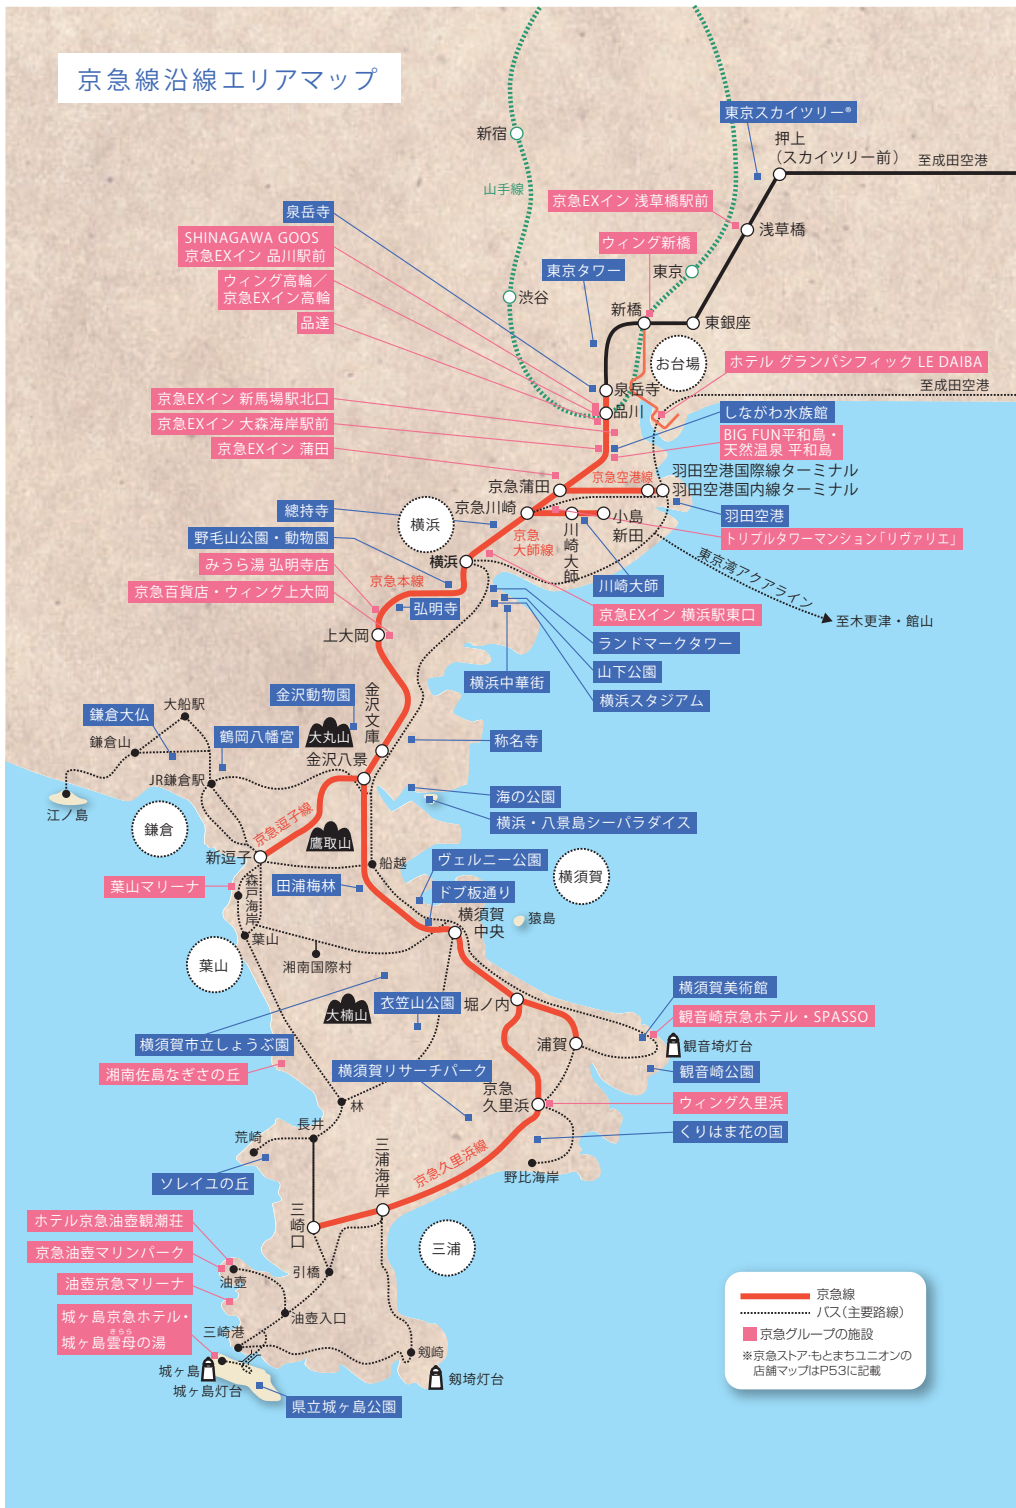 京急線沿線エリアマップ
東京スカイツリー®
押上
（スカイツリー前）
至成田空港
新宿
山手線
京急EXイン 浅草橋駅前
浅草橋
泉岳寺
SHINAGAWA GOOS
京急EXイン 品川駅前
ウィング高輪／
京急EXイン高輪
品達
ウィング新橋
東京タワー
東京
渋谷
新橋
東銀座
お台場
ホテル グランパシフィック LE DAIBA
至成田空港
泉岳寺
品川
京急EXイン 新馬場駅北口
京急EXイン 大森海岸駅前
京急EXイン 蒲田
しながわ水族館
BIG FUN平和島・
天然温泉 平和島
羽田空港国際線ターミナル
羽田空港国内線ターミナル
京急空港線
京急蒲田
京急川崎
羽田空港
小島
新田
川崎大師
京急
大師線
トリプルタワーマンション「リヴァリエ」
東京湾アクアライン
至木更津・館山
總持寺
横浜
野毛山公園・動物園
横浜
みうら湯 弘明寺店
京急本線
京急百貨店・ウィング上大岡
弘明寺
川崎大師
京急EXイン 横浜駅東口
上大岡
ランドマークタワー
山下公園
横浜中華街
横浜スタジアム
金沢動物園
金沢文庫
大船駅
鎌倉大仏
鶴岡八幡宮
大丸山
称名寺
鎌倉山
金沢八景
JR鎌倉駅
海の公園
江ノ島
横浜・八景島シーパラダイス
鎌倉
京急逗子線
鷹取山
新逗子
船越
ヴェルニー公園
横須賀
葉山マリーナ
森戸海岸
田浦梅林
ドブ板通り
横須賀
中央
猿島
葉山
葉山
湘南国際村
横須賀美術館
衣笠山公園
堀ノ内
大楠山
観音崎京急ホテル・SPASSO
横須賀市立しょうぶ園
浦賀
観音埼灯台
湘南佐島なぎさの丘
横須賀リサーチパーク
観音崎公園
京急
久里浜
ウィング久里浜
林
長井
くりはま花の国
荒崎
三浦海岸
京急久里浜線
野比海岸
ソレイユの丘
三崎口
ホテル京急油壺観潮荘
三浦
京急油壺マリンパーク
引橋
油壺
油壺京急マリーナ
油壺入口
城ヶ島京急ホテル・
きらら
城ヶ島雲母の湯
三崎港
剱崎
城ヶ島
城ヶ島灯台
剱埼灯台
県立城ヶ島公園
京急線
バス（主要路線）
京急グループの施設
※京急ストア・もとまちユニオンの
店舗マップはP53に記載